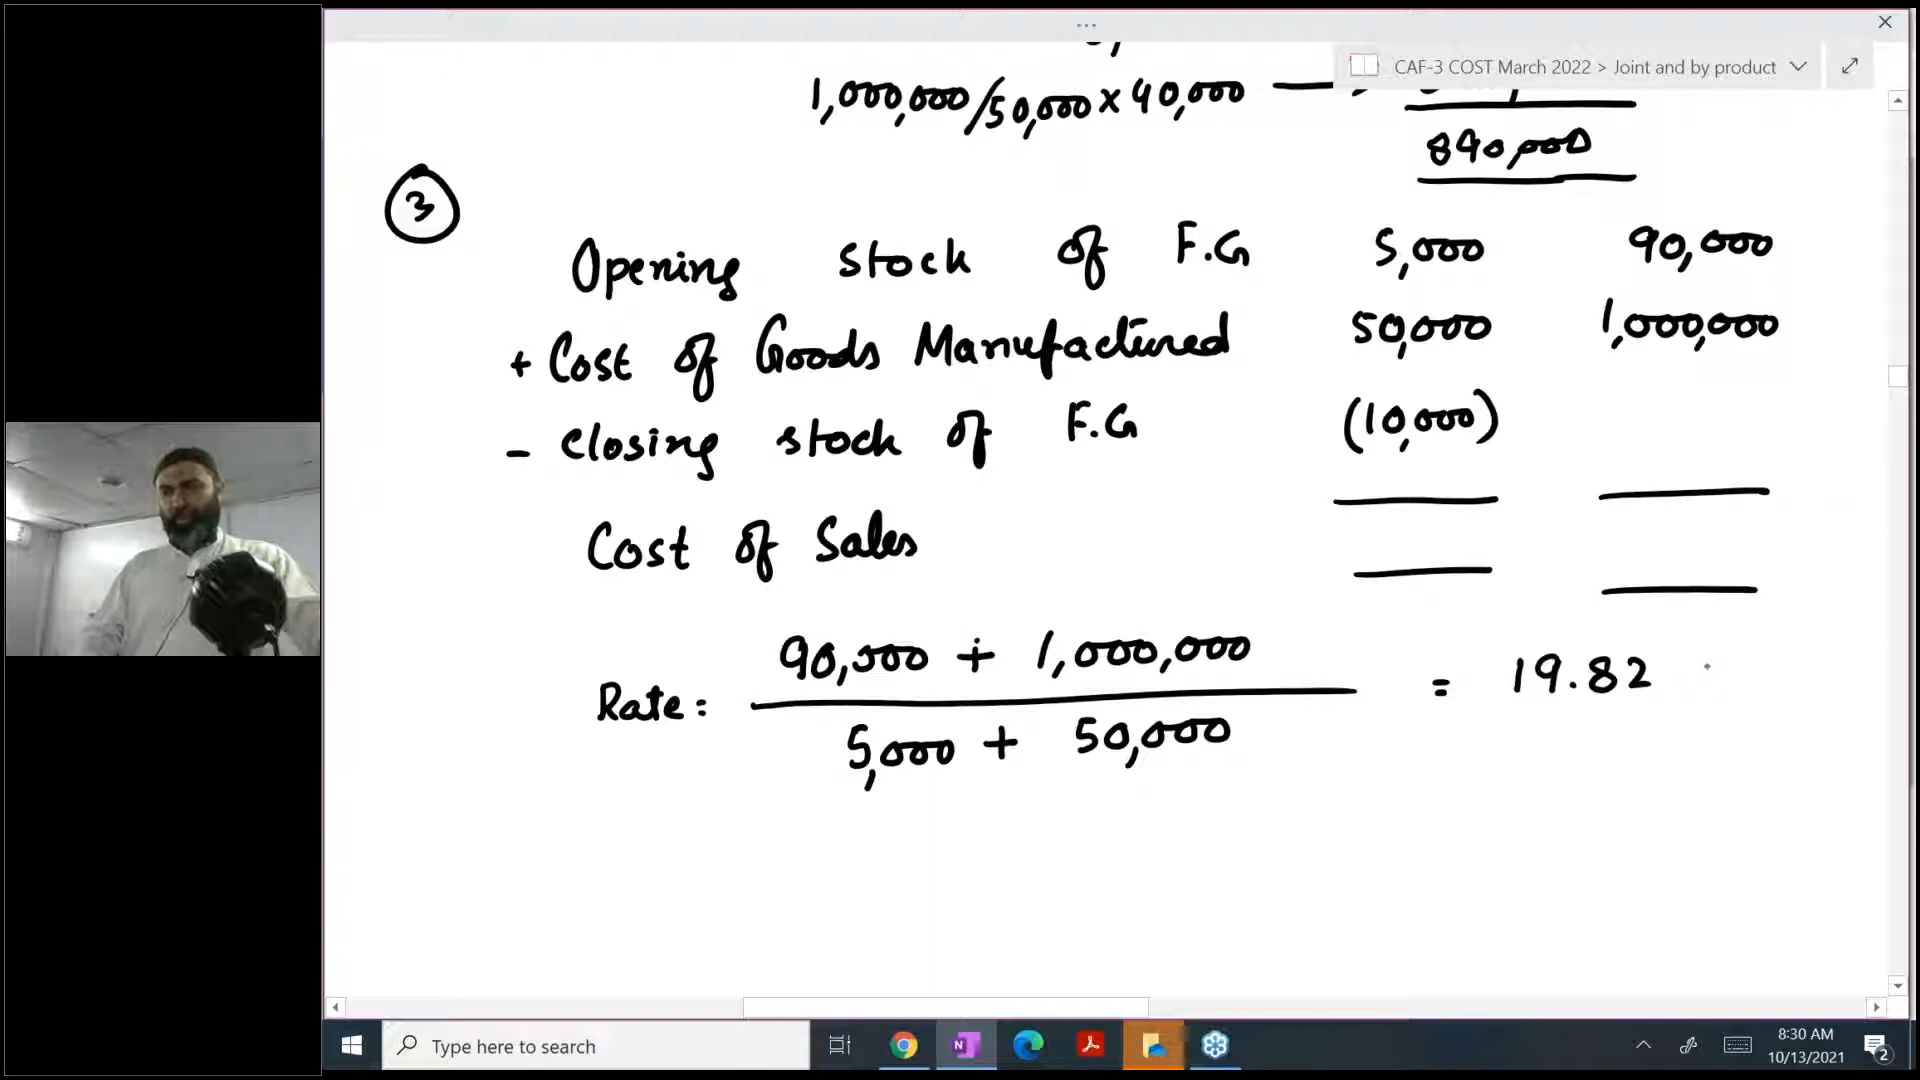 CAF-3 COST March 2022 > Joint and by product
1,000,000/50,000 × 40,000 —
890,000
3
Opening stock of F.G 5,000 90,000
+ Cost of Goods Manufactured 50,000 1,000,000
- Closing stock of F.G (10,000)
Cost of Sales
Rate: 90,000 + 1,000,000 = 19.82
5,000 + 50,000
Type here to search
8:30 AM
10/13/2021
2